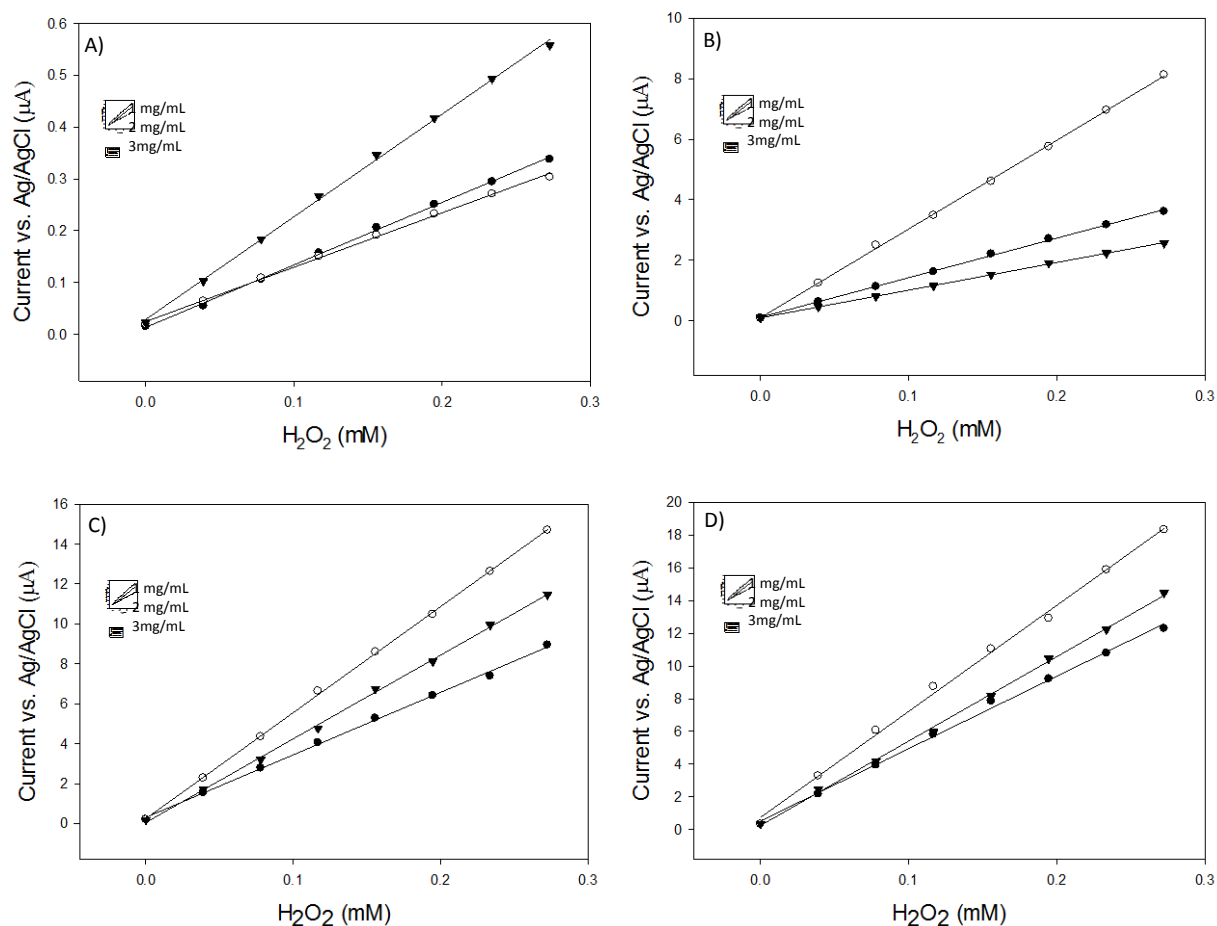 A)
Current vs. Ag/AgCl (µA)
0.6
0.5
0.4
0.3
0.2
0.1
0.0
1 mg/mL
2 mg/mL
3mg/mL
0.0 0.1 0.2 0.3
H₂O₂ (mM)
B)
Current vs. Ag/AgCl (µA)
10
8
6
4
2
0
1 mg/mL
2 mg/mL
3mg/mL
0.0 0.1 0.2 0.3
H₂O₂ (mM)
C)
Current vs. Ag/AgCl (µA)
16
14
12
10
8
6
4
2
0
1 mg/mL
2 mg/mL
3mg/mL
0.0 0.1 0.2 0.3
H2O2 (mM)
D)
Current vs. Ag/AgCl (µA)
20
18
16
14
12
10
8
6
4
2
0
1 mg/mL
2 mg/mL
3mg/mL
0.0 0.1 0.2 0.3
H2O2 (mM)